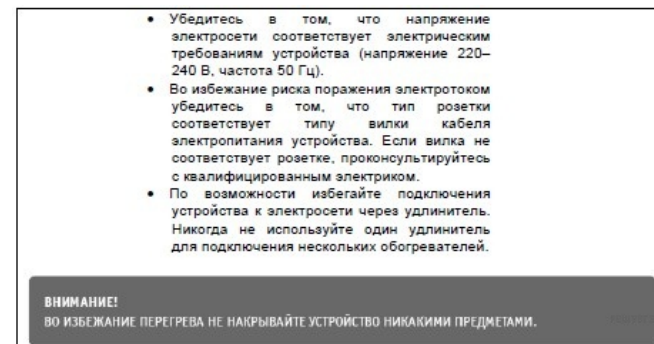 • Убедитесь в том, что напряжение
электросети соответствует электрическим
требованиям устройства (напряжение 220–
240 В, частота 50 Гц).
• Во избежание риска поражения электротоком
убедитесь в том, что тип розетки
соответствует типу вилки кабеля
электропитания устройства. Если вилка не
соответствует розетке, проконсультируйтесь
с квалифицированным электриком.
• По возможности избегайте подключения
устройства к электросети через удлинитель.
Никогда не используйте один удлинитель
для подключения нескольких обогревателей.
ВНИМАНИЕ!
ВО ИЗБЕЖАНИЕ ПЕРЕГРЕВА НЕ НАКРЫВАЙТЕ УСТРОЙСТВО НИКАКИМИ ПРЕДМЕТАМИ.